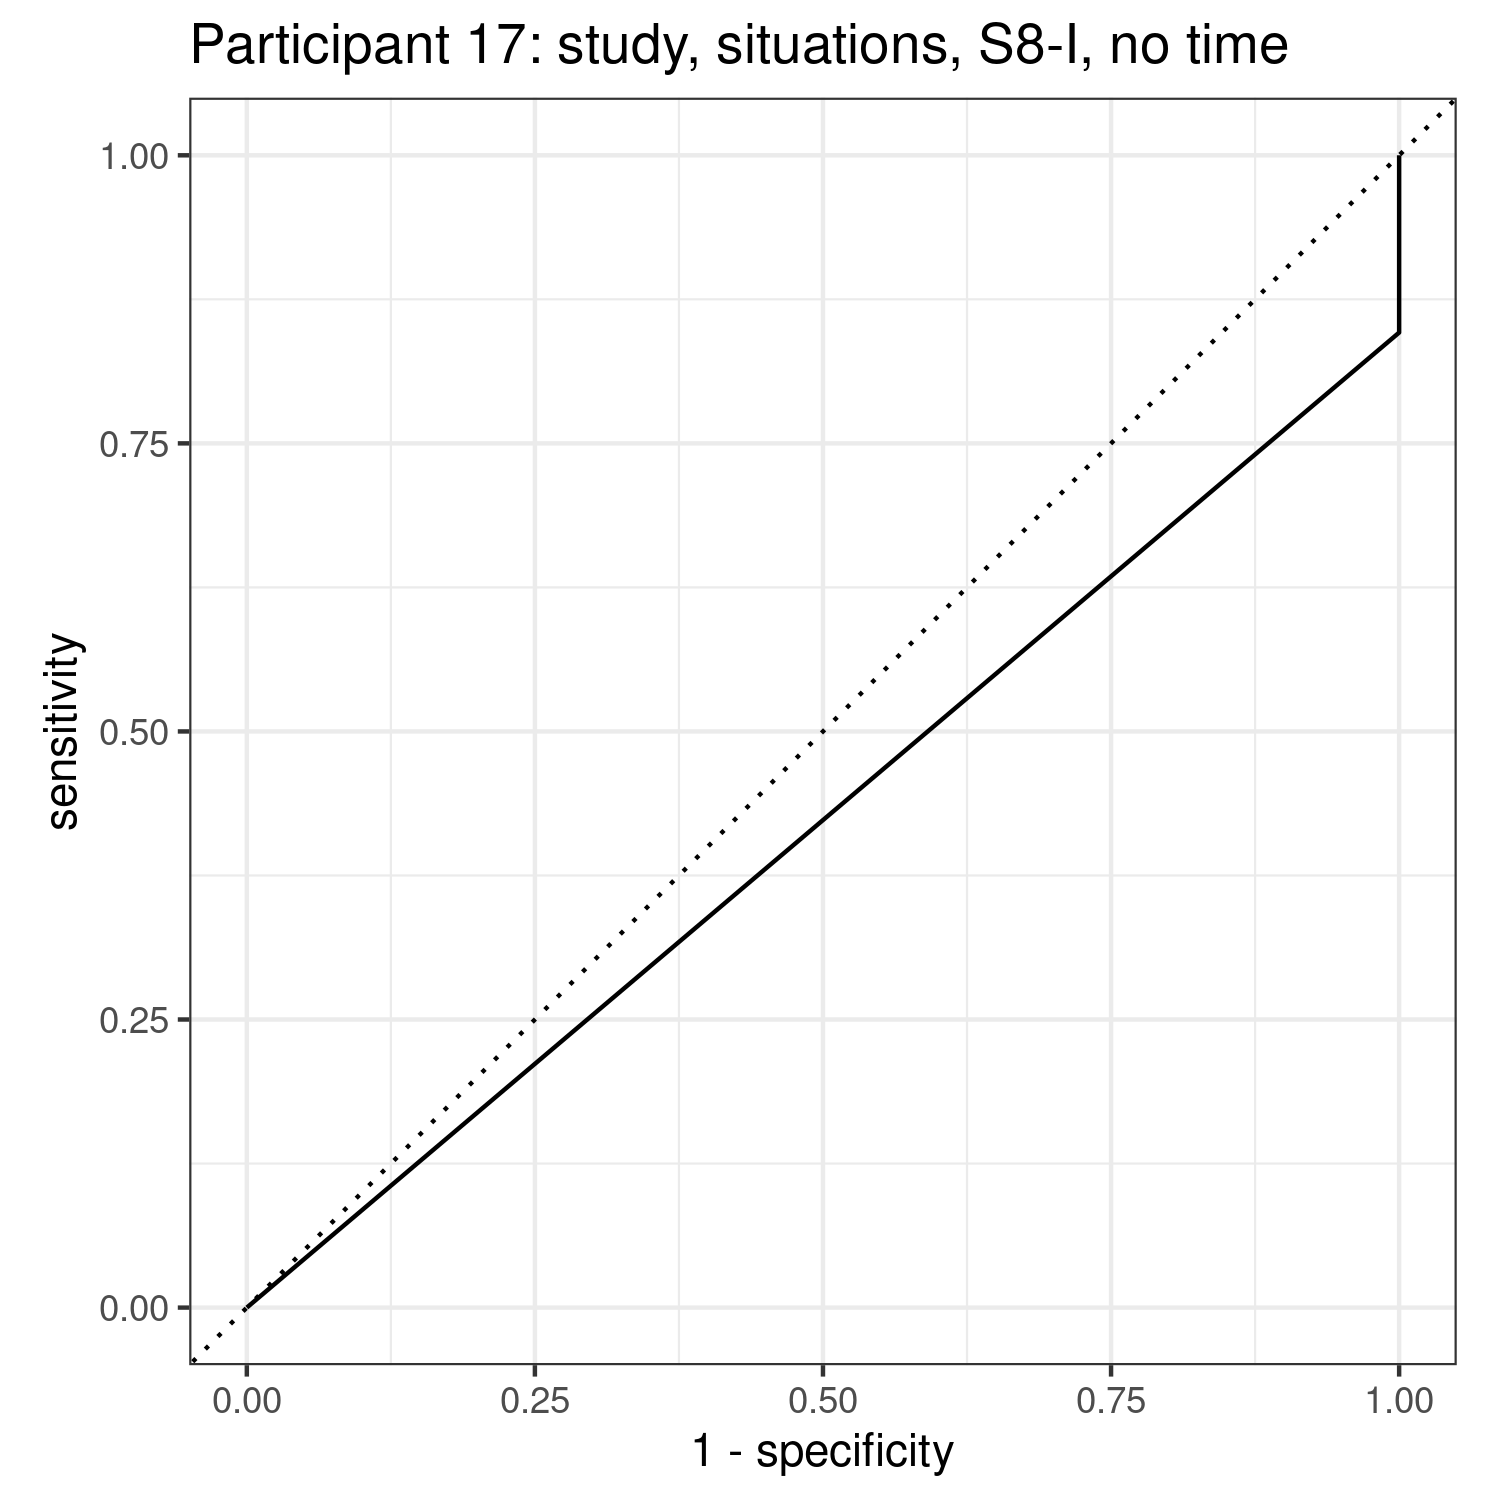 Participant 17: study, situations, S8-I, no time
1.00
0.75
0.50
0.25
0.00
sensitivity
0.00 0.25 0.50 0.75 1.00
1 - specificity